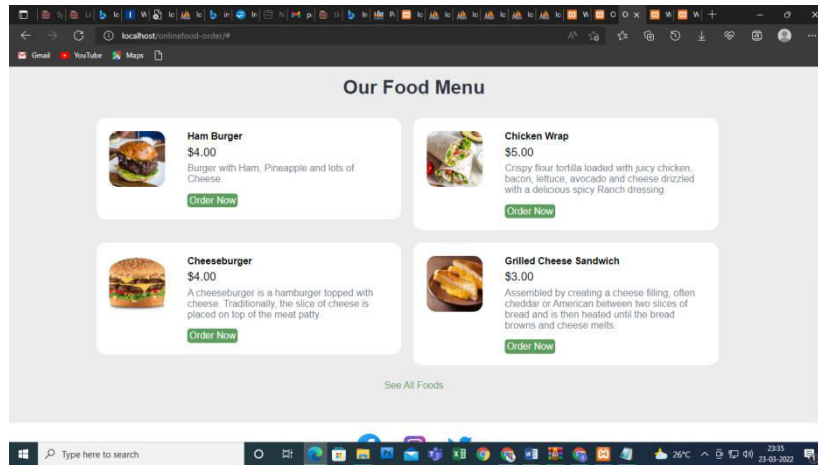 localhost/onlinefood-order/#
Gmail
YouTube
Maps
Our Food Menu
Ham Burger
$4.00
Burger with Ham, Pineapple and lots of
Cheese.
Order Now
Chicken Wrap
$5.00
Crispy flour tortilla loaded with juicy chicken,
bacon, lettuce, avocado and cheese drizzled
with a delicious spicy Ranch dressing.
Order Now
Cheeseburger
$4.00
A cheeseburger is a hamburger topped with
cheese. Traditionally, the slice of cheese is
placed on top of the meat patty.
Order Now
Grilled Cheese Sandwich
$3.00
Assembled by creating a cheese filling, often
cheddar or American between two slices of
bread and is then heated until the bread
browns and cheese melts.
Order Now
See All Foods
Type here to search
26°C
23:35
23-03-2022